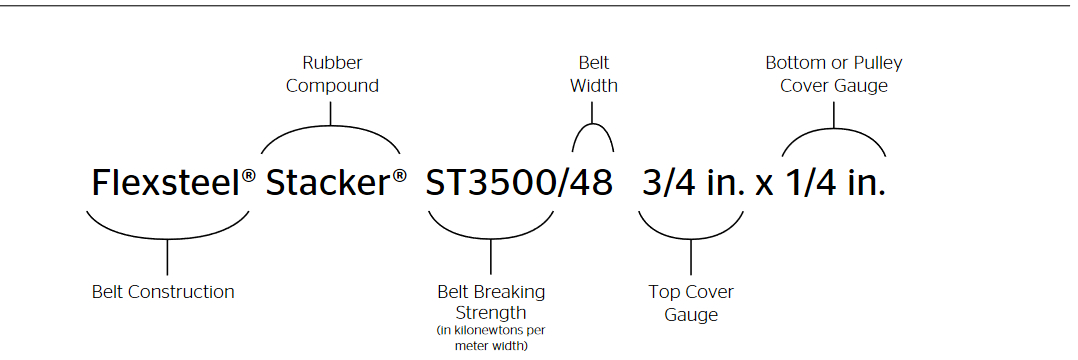 Rubber
Compound
Belt
Width
Bottom or Pulley
Cover Gauge
Flexsteel® Stacker® ST3500/48 3/4 in. x 1/4 in.
Belt Construction
Belt Breaking
Strength
(in kilonewtons per
meter width)
Top Cover
Gauge